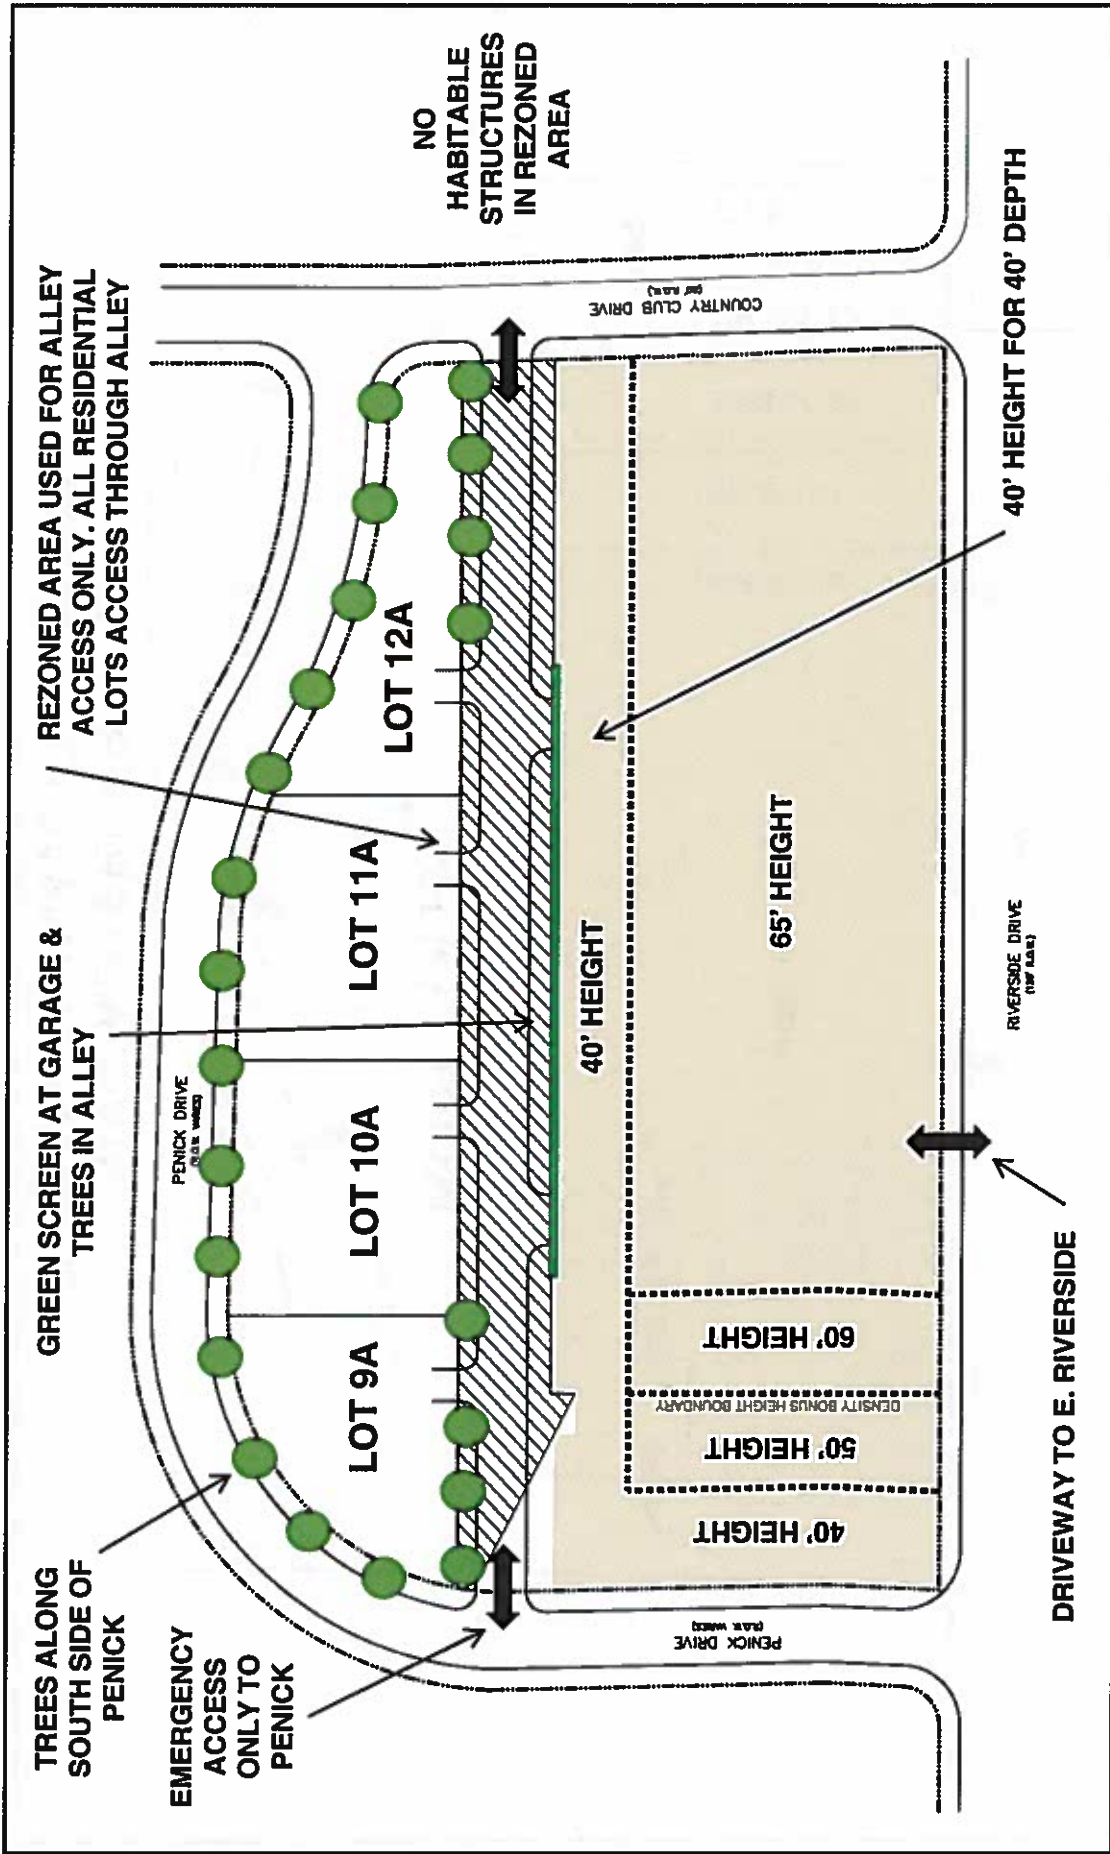 TREES ALONG
SOUTH SIDE OF
PENICK
GREEN SCREEN AT GARAGE &
TREES IN ALLEY
REZONED AREA USED FOR ALLEY
ACCESS ONLY. ALL RESIDENTIAL
LOTS ACCESS THROUGH ALLEY
NO
HABITABLE
STRUCTURES
IN REZONED
AREA
EMERGENCY
ACCESS
ONLY TO
PENICK
PENICK DRIVE
LOT 9A
LOT 10A
LOT 11A
LOT 12A
COUNTRY CLUB DRIVE
40' HEIGHT
65' HEIGHT
60' HEIGHT
DENSITY BONUS HEIGHT BOUNDARY
50' HEIGHT
40' HEIGHT
PENICK DRIVE
40' HEIGHT FOR 40' DEPTH
RIVERSIDE DRIVE
DRIVEWAY TO E. RIVERSIDE